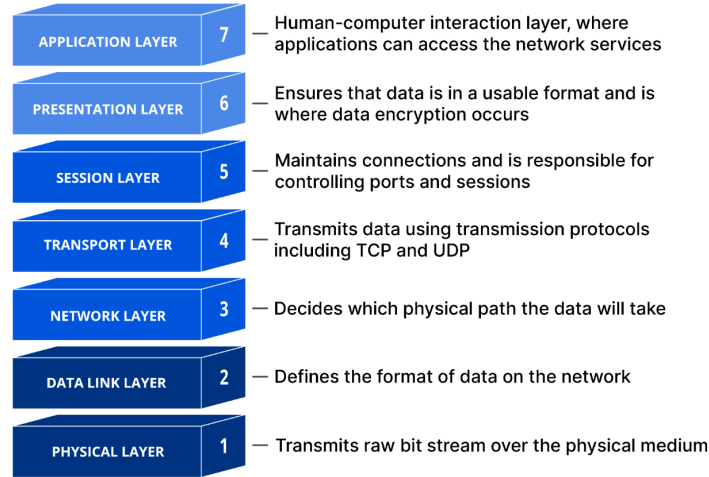 APPLICATION LAYER 7 Human-computer interaction layer, where
applications can access the network services
PRESENTATION LAYER 6 Ensures that data is in a usable format and is
where data encryption occurs
SESSION LAYER 5 Maintains connections and is responsible for
controlling ports and sessions
TRANSPORT LAYER 4 Transmits data using transmission protocols
including TCP and UDP
NETWORK LAYER 3 Decides which physical path the data will take
DATA LINK LAYER 2 Defines the format of data on the network
PHYSICAL LAYER 1 Transmits raw bit stream over the physical medium